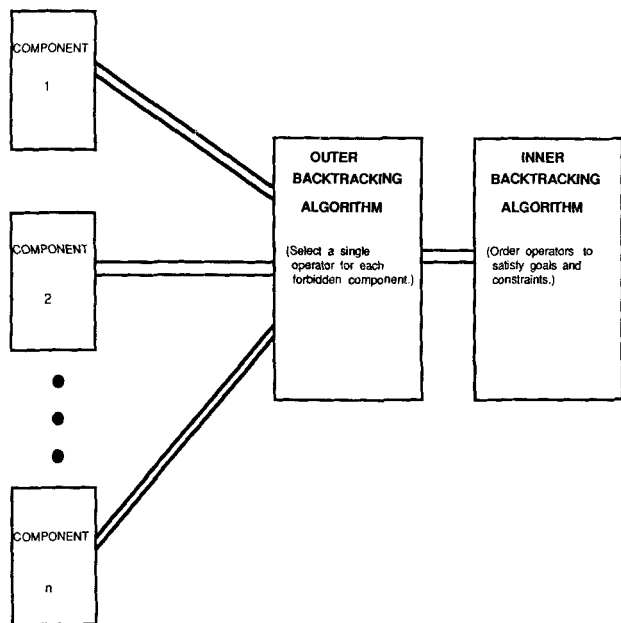 COMPONENT
1
COMPONENT
2
COMPONENT
n
OUTER
BACKTRACKING
ALGORITHM
(Select a single
operator for each
forbidden component.)
INNER
BACKTRACKING
ALGORITHM
(Order operators to
satisfy goals and
constraints.)